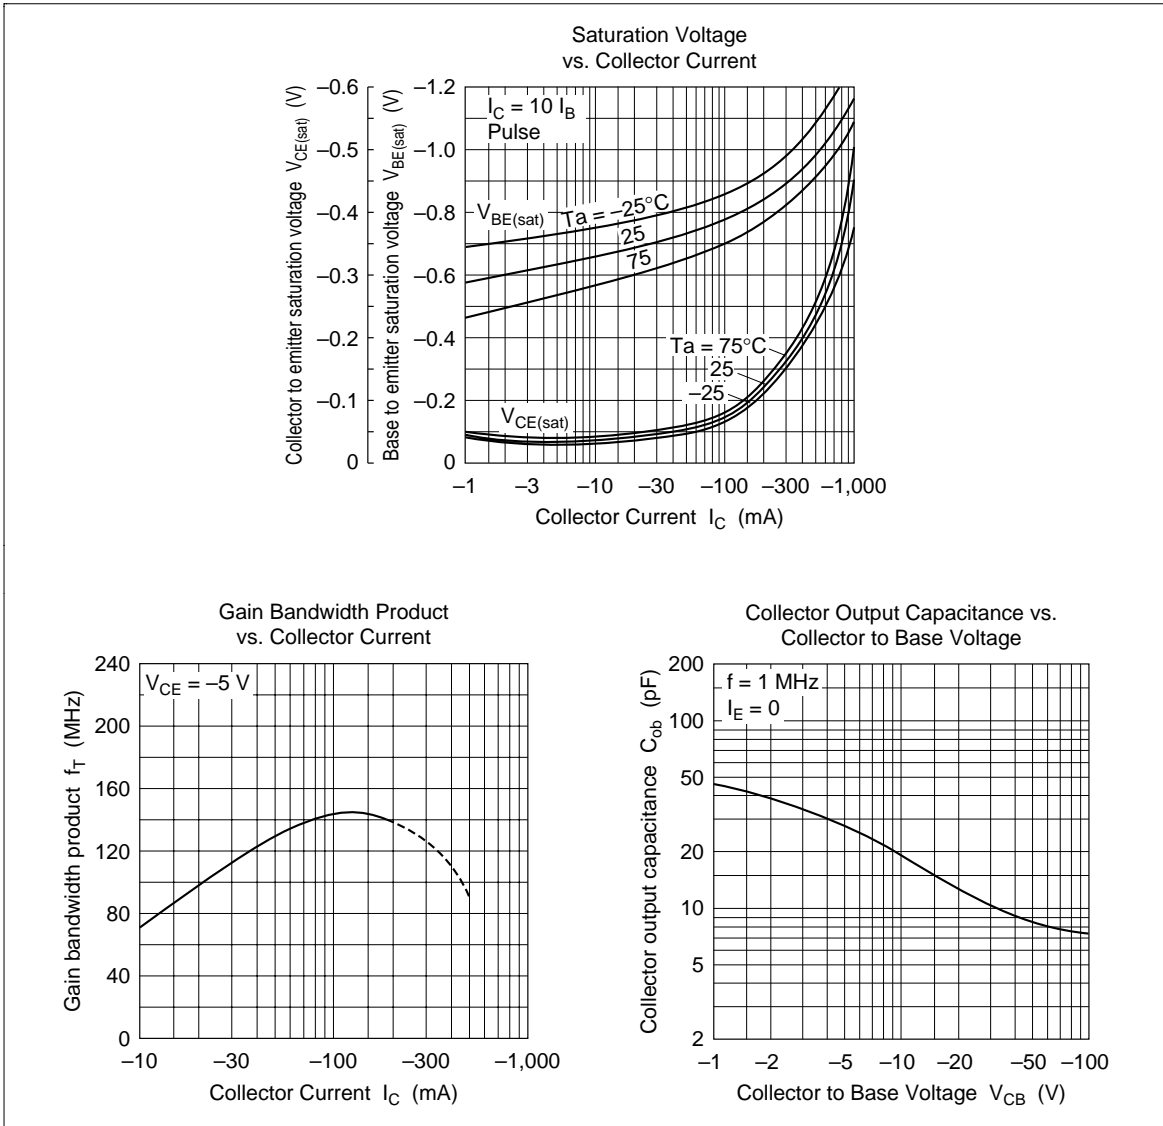 Saturation Voltage
vs. Collector Current
Collector to emitter saturation voltage V_CE(sat) (V)
Base to emitter saturation voltage V_BE(sat) (V)
–0.6
–0.5
–0.4
–0.3
–0.2
–0.1
0
–1.2
–1.0
–0.8
–0.6
–0.4
–0.2
0
I_C = 10 I_B
Pulse
V_BE(sat)
Ta = –25°C
25
75
Ta = 75°C
25
–25
V_CE(sat)
–1 –3 –10 –30 –100 –300 –1,000
Collector Current I_C (mA)
Gain Bandwidth Product
vs. Collector Current
Gain bandwidth product f_T (MHz)
240
200
160
120
80
40
0
V_CE = –5 V
–10 –30 –100 –300 –1,000
Collector Current I_C (mA)
Collector Output Capacitance vs.
Collector to Base Voltage
Collector output capacitance C_ob (pF)
200
100
50
20
10
5
2
f = 1 MHz
I_E = 0
–1 –2 –5 –10 –20 –50 –100
Collector to Base Voltage V_CB (V)